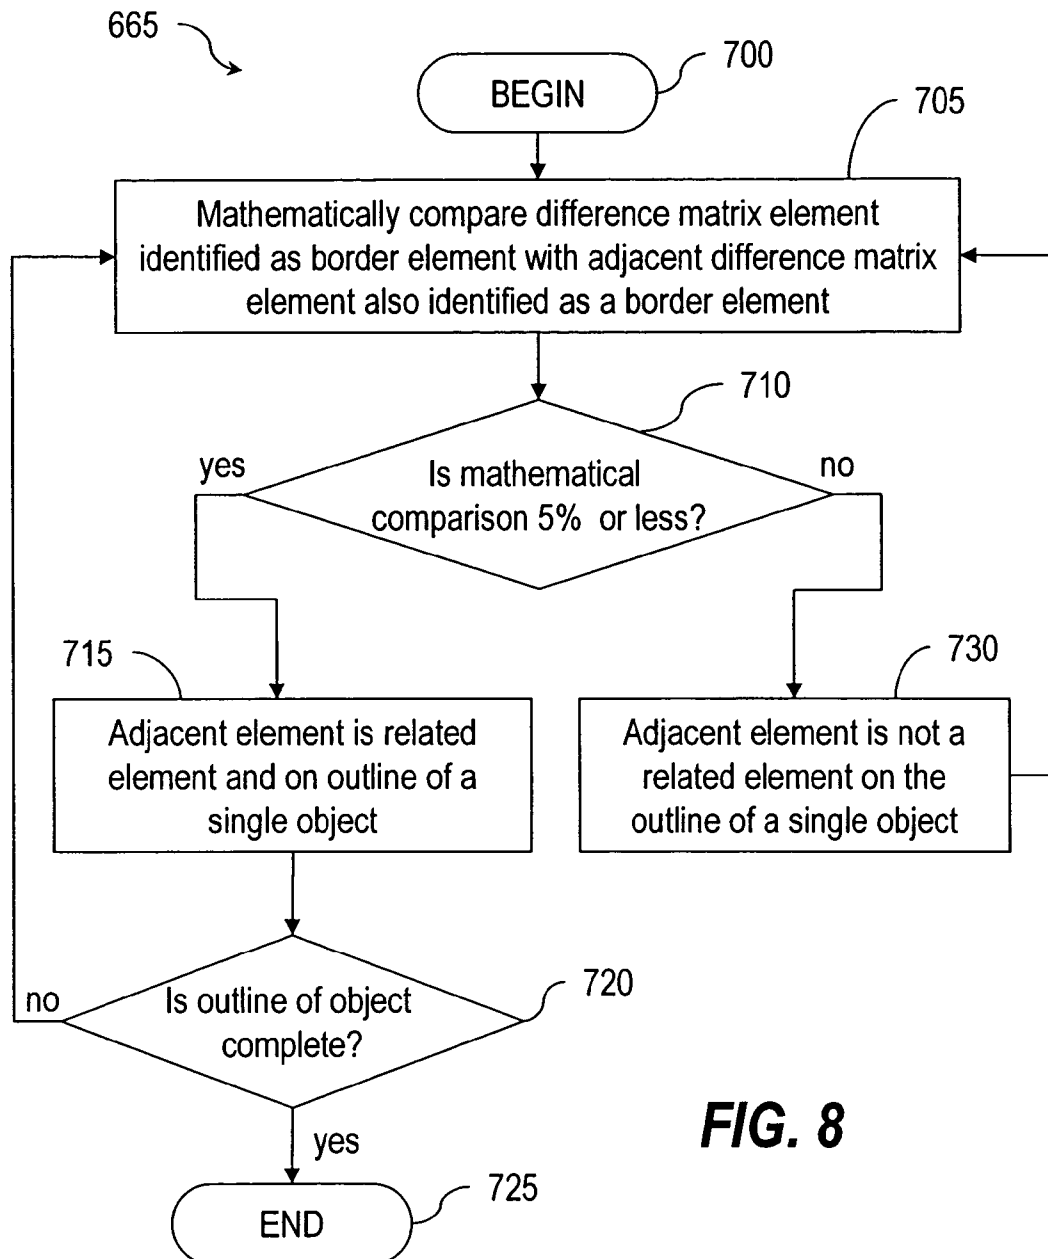 665
700
BEGIN
705
Mathematically compare difference matrix element
identified as border element with adjacent difference matrix
element also identified as a border element
710
yes
no
Is mathematical
comparison 5% or less?
715
730
Adjacent element is related
element and on outline of a
single object
Adjacent element is not a
related element on the
outline of a single object
720
no
Is outline of object
complete?
FIG. 8
yes
725
END